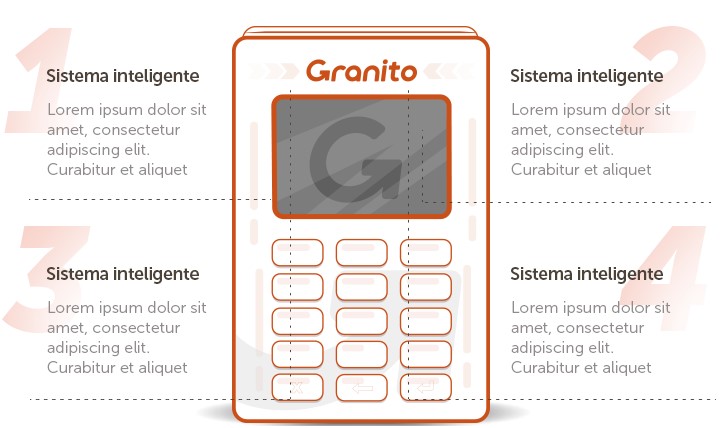 Granito
1
Sistema inteligente
Lorem ipsum dolor sit
amet, consectetur
adipiscing elit.
Curabitur et aliquet
2
Sistema inteligente
Lorem ipsum dolor sit
amet, consectetur
adipiscing elit.
Curabitur et aliquet
G
3
Sistema inteligente
Lorem ipsum dolor sit
amet, consectetur
adipiscing elit.
Curabitur et aliquet
4
Sistema inteligente
Lorem ipsum dolor sit
amet, consectetur
adipiscing elit.
Curabitur et aliquet
X